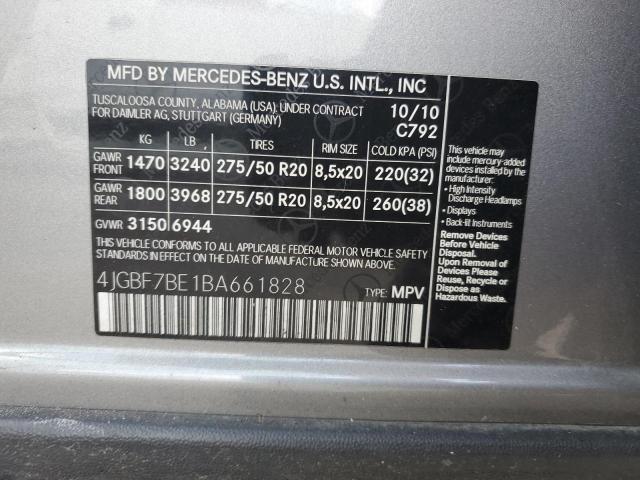 MFD BY MERCEDES-BENZ U.S. INTL., INC
TUSCALOOSA COUNTY, ALABAMA (USA), UNDER CONTRACT
FOR DAIMLER AG, STUTTGART (GERMANY)
10/10
C792
KG LB TIRES RIM SIZE COLD KPA (PSI)
GAWR FRONT 1470 3240 275/50 R20 8,5x20 220(32)
GAWR REAR 1800 3968 275/50 R20 8,5x20 260(38)
GVWR 3150 6944
THIS VEHICLE CONFORMS TO ALL APPLICABLE FEDERAL MOTOR VEHICLE SAFETY
STANDARDS IN EFFECT ON THE DATE OF MANUFACTURE SHOWN ABOVE
4JGBF7BE1BA661828
TYPE: MPV
This vehicle may include
mercury-added
devices installed by the
manufacturer:
• High Intensity
Discharge Headlamps
• Displays
• Back-lit Instruments
Remove Devices
Before Vehicle
Disposal.
Upon Removal of
Devices Please
Reuse, Recycle or
Dispose as
Hazardous Waste.